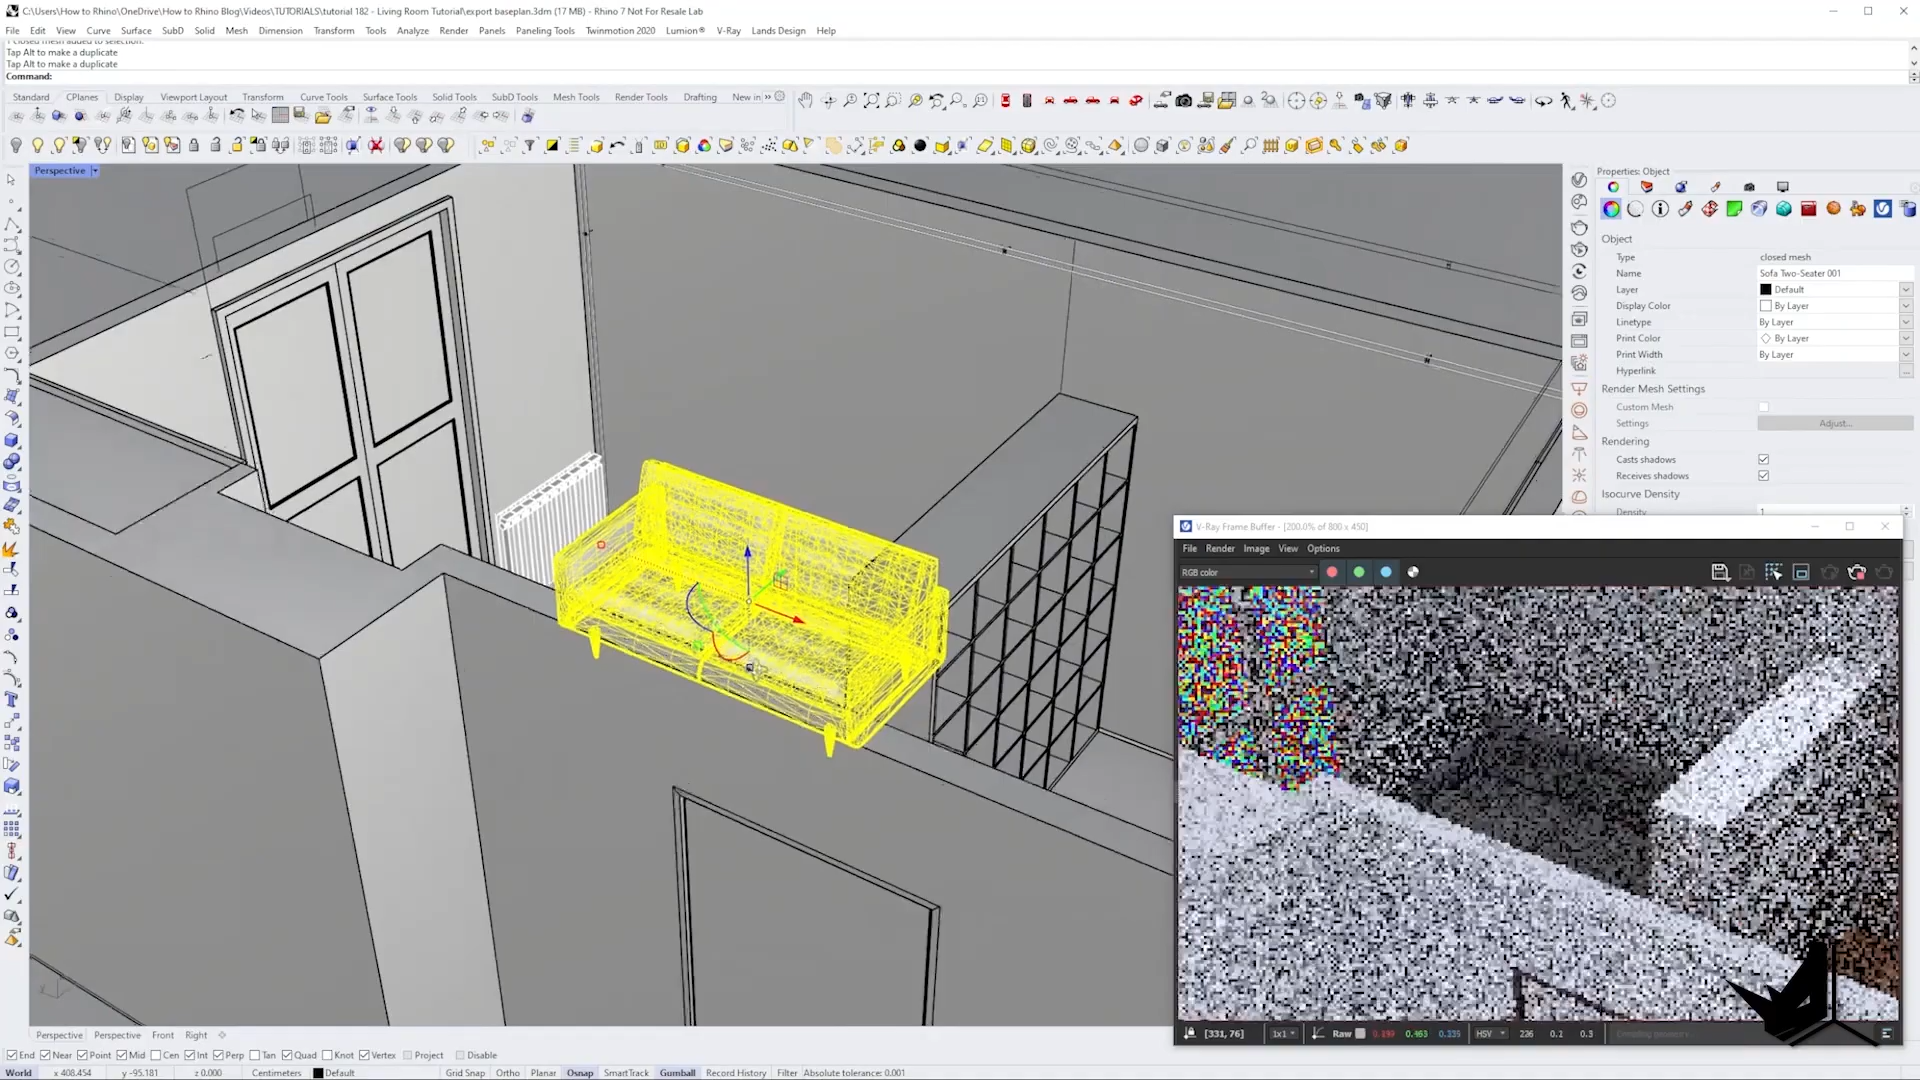 C:\Users\How to Rhino\OneDrive\How to Rhino Blog\Videos\TUTORIALS\tutorial 182 - Living Room Tutorial\export baseplan.3dm (17 MB) - Rhino 7 Not For Resale Lab
File Edit View Curve Surface SubD Solid Mesh Dimension Transform Tools Analyze Render Panels Paneling Tools Twinmotion 2020 Lumion® V-Ray Lands Design Help
1 closed mesh added to selection.
Tap Alt to make a duplicate
Tap Alt to make a duplicate
Command:
Standard CPlanes Display Viewport Layout Transform Curve Tools Surface Tools Solid Tools SubD Tools Mesh Tools Render Tools Drafting New in »
Perspective
Properties: Object
Object
Type closed mesh
Name Sofa Two-Seater 001
Layer Default
Display Color By Layer
Linetype By Layer
Print Color By Layer
Print Width By Layer
Hyperlink ...
Render Mesh Settings
Custom Mesh
Settings Adjust...
Rendering
Casts shadows
Receives shadows
Isocurve Density
Density 1
V-Ray Frame Buffer - [200.0% of 800 x 450]
File Render Image View Options
RGB color
[331,76] 1x1 Raw 0.463 HSV 226 0.2 0.3
Perspective Perspective Front Right
End Near Point Mid Cen Int Perp Tan Quad Knot Vertex Project Disable
World x 408.454 y -95.181 z 0.000 Centimeters Default Grid Snap Ortho Planar Osnap SmartTrack Gumball Record History Filter Absolute tolerance: 0.001